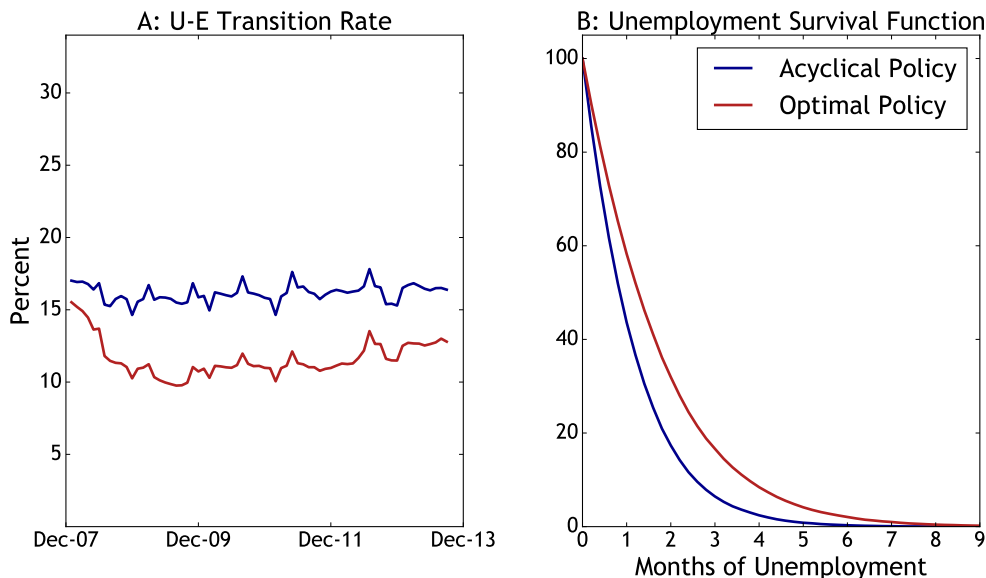 A: U-E Transition Rate
Percent
30
25
20
15
10
5
Dec-07 Dec-09 Dec-11 Dec-13
B: Unemployment Survival Function
Acyclical Policy
Optimal Policy
100
80
60
40
20
0
0 1 2 3 4 5 6 7 8 9
Months of Unemployment